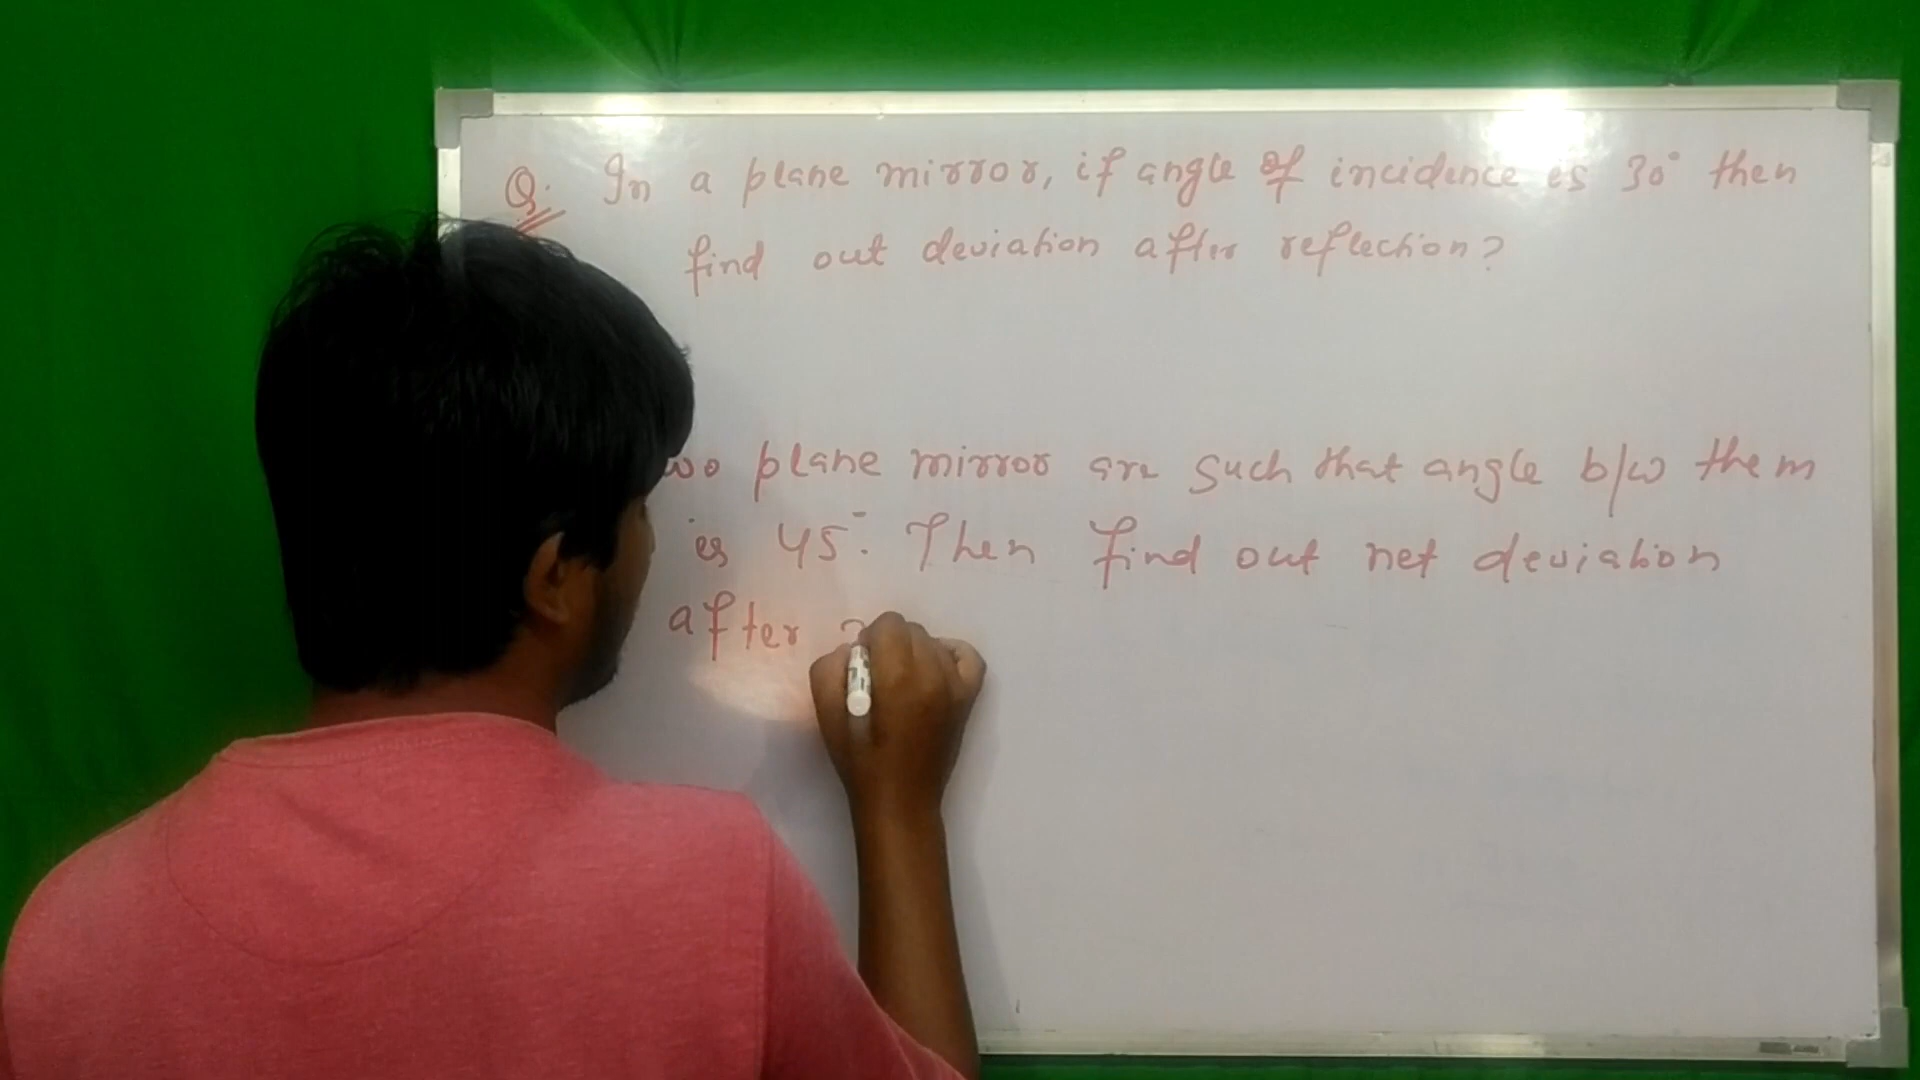 Q. In a plane mirror, if angle of incidence is 30° then
find out deviation after reflection?
plane mirror are such that angle b/w them
is 45°. Then find out net deviation
after